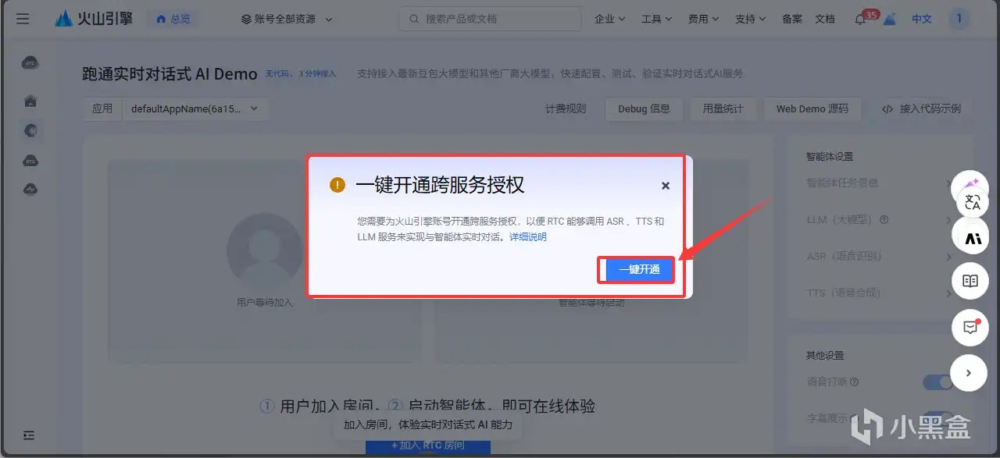 火山引擎
总览
账号全部资源
搜索产品或文档
企业
工具
费用
支持
备案
文档
35
中文
1
跑通实时对话式 AI Demo
无代码，3 分钟接入
支持接入最新豆包大模型和其他厂商大模型，快速配置、测试、验证实时对话式AI服务
应用
defaultAppName(6a15...
计费规则
Debug 信息
用量统计
Web Demo 源码
接入代码示例
RTC
RTC
一键开通跨服务授权
您需要为火山引擎账号开通跨服务授权，以便 RTC 能够调用 ASR 、TTS 和
LLM 服务来实现与智能体实时对话。详细说明
一键开通
用户等待加入
智能体等待启动
智能体设置
智能体任务信息
LLM（大模型）
ASR（语音识别）
TTS（语音合成）
其他设置
语音打断
字幕展示
① 用户加入房间，② 启动智能体，即可在线体验
加入房间，体验实时对话式 AI 能力
+ 加入 RTC 房间
小黑盒